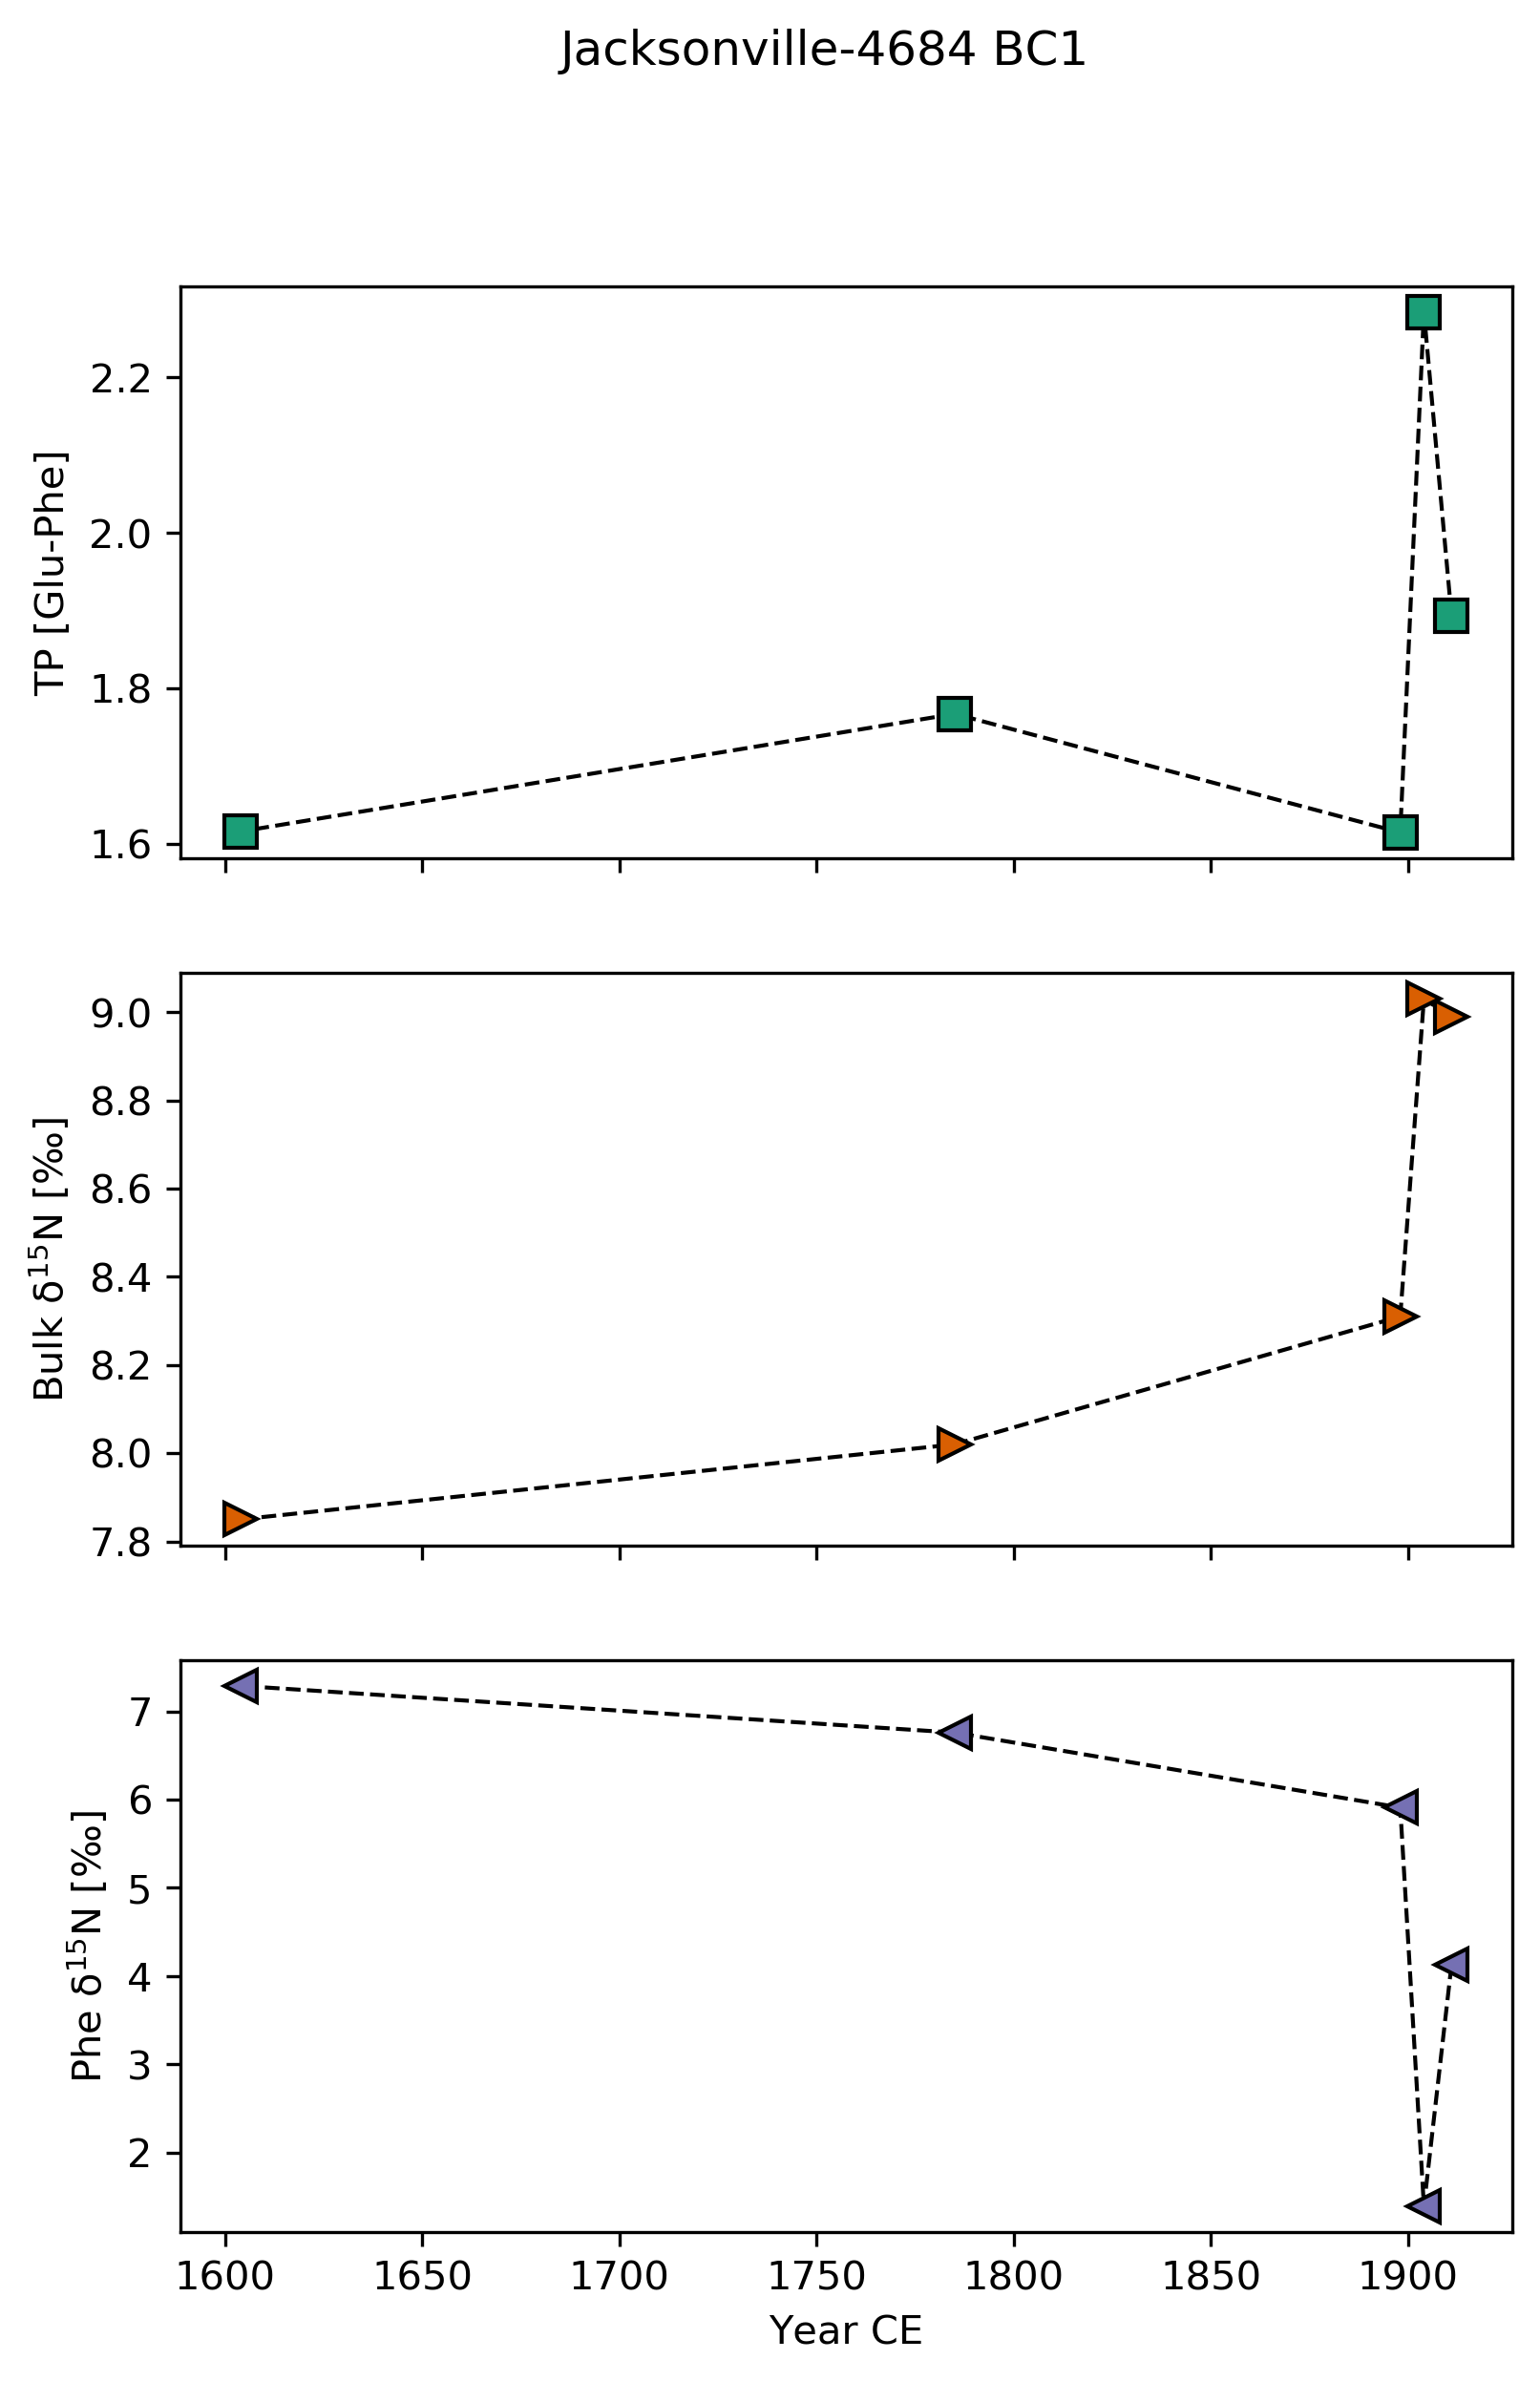 Jacksonville-4684 BC1
TP [Glu-Phe]
2.2
2.0
1.8
1.6
Bulk δ¹⁵N [‰]
9.0
8.8
8.6
8.4
8.2
8.0
7.8
Phe δ¹⁵N [‰]
7
6
5
4
3
2
1600 1650 1700 1750 1800 1850 1900
Year CE